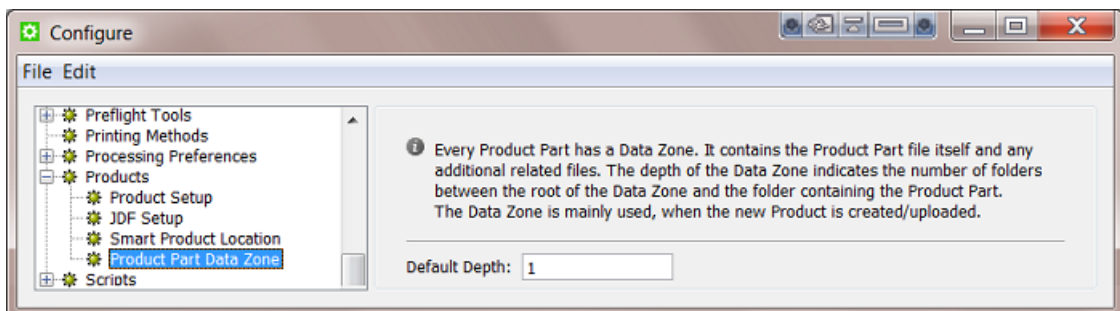 Configure
File Edit
Preflight Tools
Printing Methods
Processing Preferences
Products
Product Setup
JDF Setup
Smart Product Location
Product Part Data Zone
Scripts
Every Product Part has a Data Zone. It contains the Product Part file itself and any
additional related files. The depth of the Data Zone indicates the number of folders
between the root of the Data Zone and the folder containing the Product Part.
The Data Zone is mainly used, when the new Product is created/uploaded.
Default Depth: 1